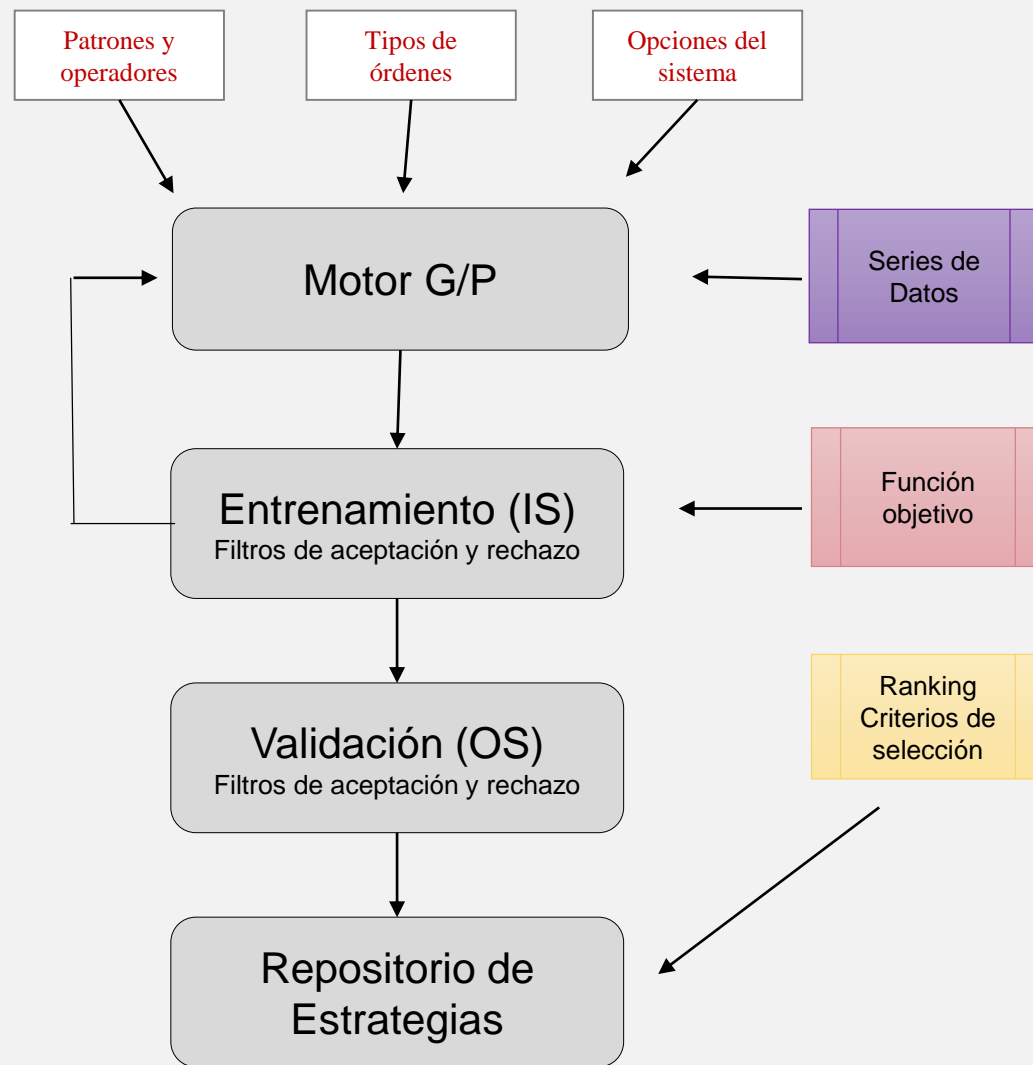 Patrones y
operadores
Tipos de
órdenes
Opciones del
sistema
Motor G/P
Series de
Datos
Entrenamiento (IS)
Filtros de aceptación y rechazo
Función
objetivo
Validación (OS)
Filtros de aceptación y rechazo
Ranking
Criterios de
selección
Repositorio de
Estrategias